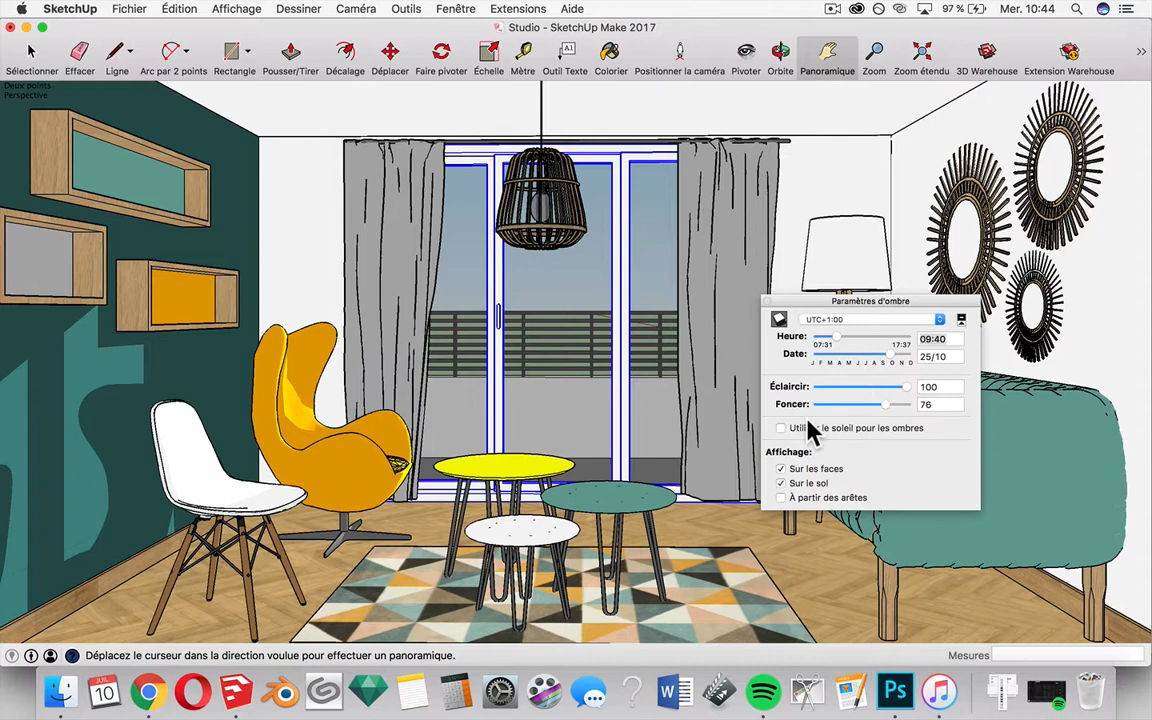 SketchUp Fichier Édition Affichage Dessiner Caméra Outils Fenêtre Extensions Aide 97 % Mer. 10:44
Studio - SketchUp Make 2017
Sélectionner Effacer Ligne Arc par 2 points Rectangle Pousser/Tirer Décalage Déplacer Faire pivoter Échelle Mètre Outil Texte Colorier Positionner la caméra Pivoter Orbite Panoramique Zoom Zoom étendu 3D Warehouse Extension Warehouse
Deux points
Perspective
Paramètres d'ombre
UTC+1:00
Heure: 09:40
07:31 17:37
Date: 25/10
J F M A M J J A S O N D
Éclaircir: 100
Foncer: 76
le soleil pour les ombres
Affichage:
Sur les faces
Sur le sol
À partir des arêtes
Déplacez le curseur dans la direction voulue pour effectuer un panoramique. Mesures
JUIL
10
W
Ps